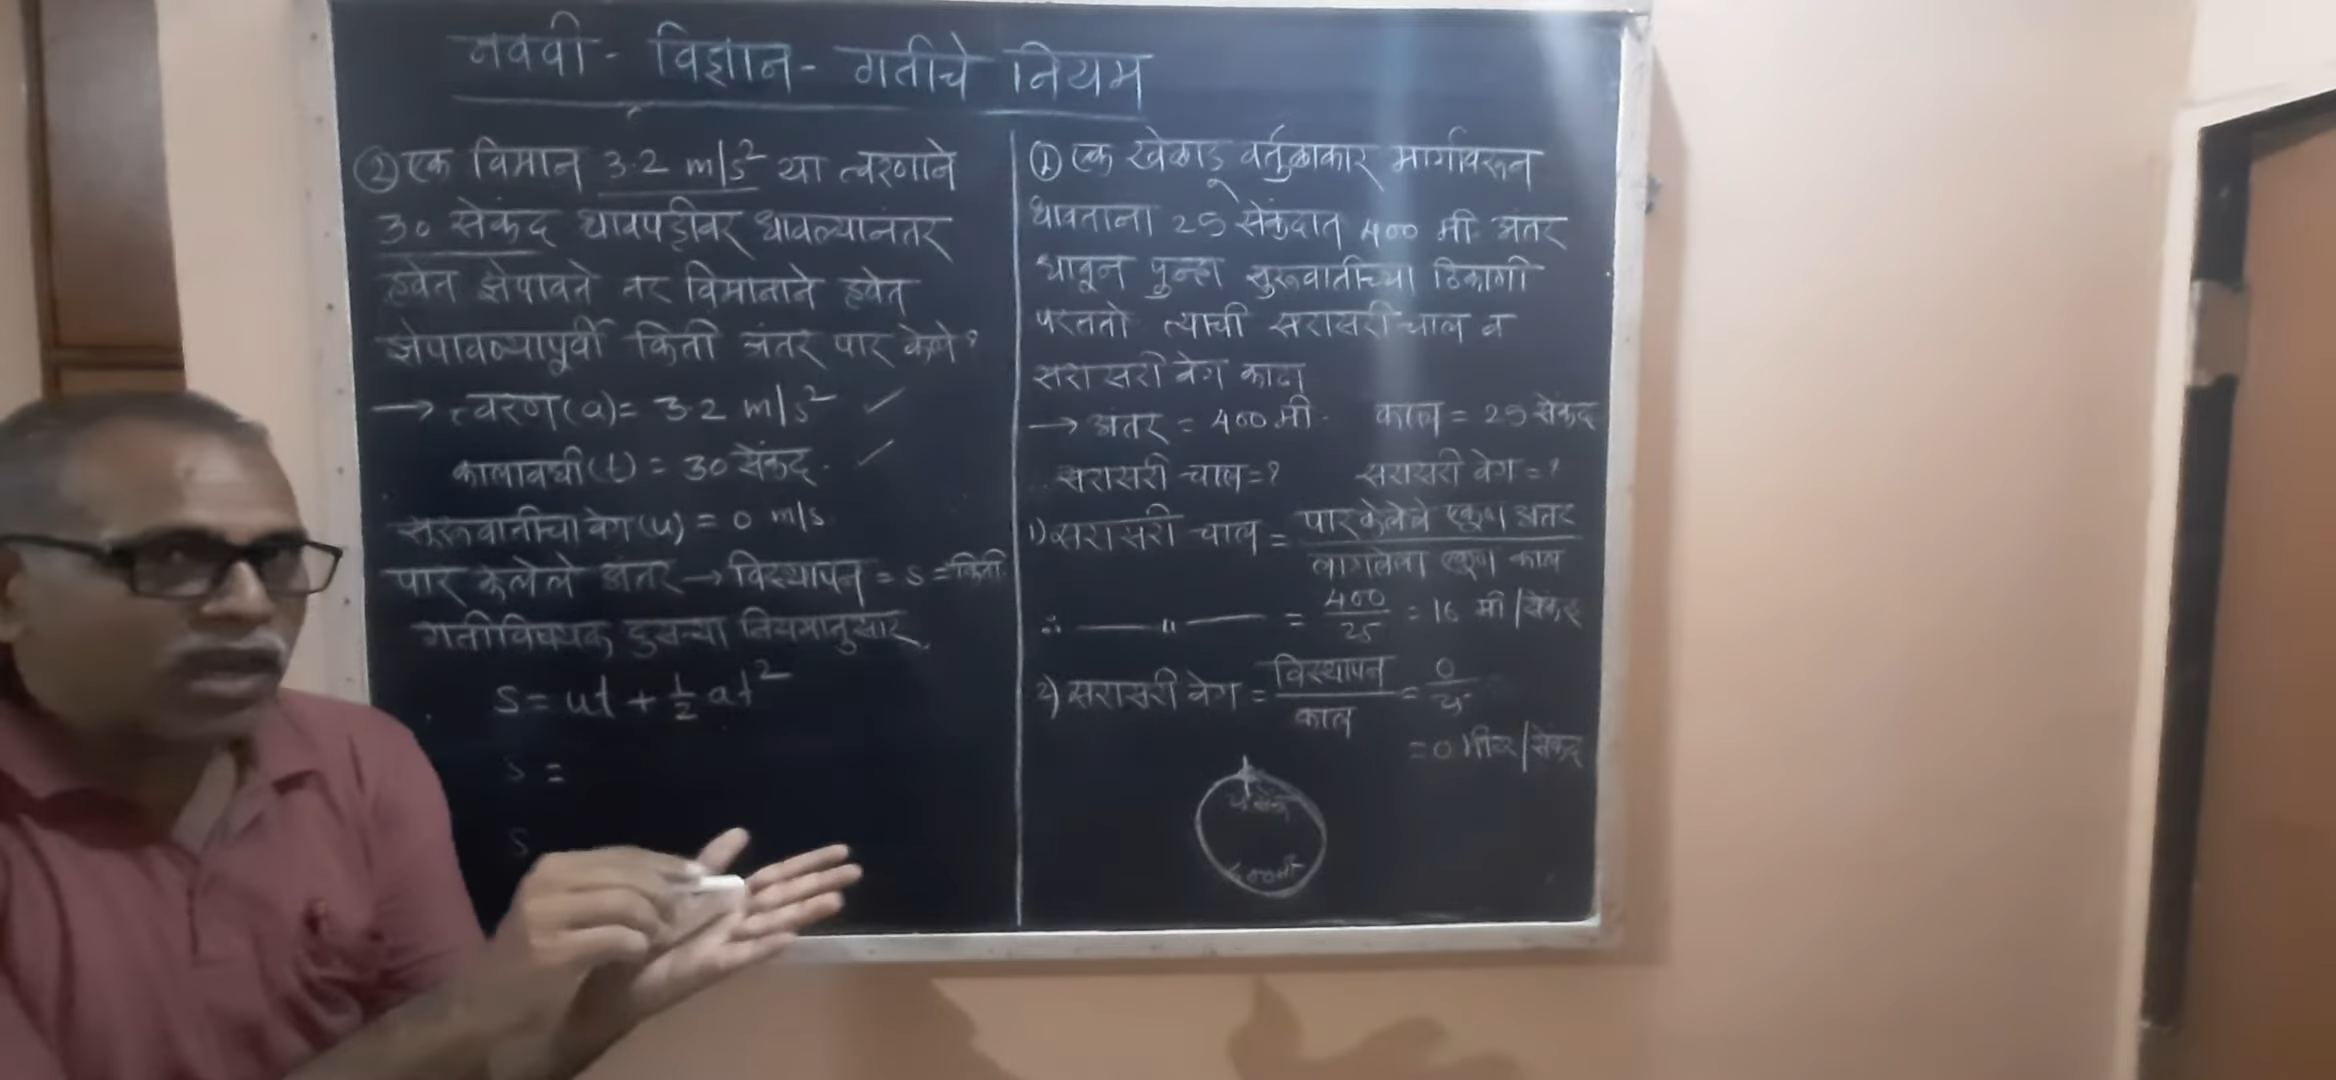 नववी - विज्ञान - गतीचे नियम
② एक विमान 3.2 m/s² या त्वरणाने
30 सेकंद धावपट्टीवर धावल्यानंतर
हवेत झेपावते तर विमानाने हवेत
झेपावण्यापूर्वी किती अंतर पार केले?
→ त्वरण (a) = 3.2 m/s² ✓
कालावधी (t) = 30 सेकंद. ✓
सुरूवातीचा वेग (u) = 0 m/s
पार केलेले अंतर → विस्थापन = s = किती
गतीविषयक दुसऱ्या नियमानुसार
s = ut + ½ at²
s =
s
① एक खेळाडू वर्तुळाकार मार्गावरून
धावताना 25 सेकंदात 400 मी. अंतर
धावून पुन्हा सुरूवातीच्या ठिकाणी
परततो त्याची सरासरी चाल व
सरासरी वेग काढा
→ अंतर = 400 मी. काल = 25 सेकंद
सरासरी चाल = ? सरासरी वेग = ?
1) सरासरी चाल = पार केलेले एकूण अंतर
लागलेला एकूण काल
∴ —— " —— = 400/25 = 16 मी/सेकंद
2) सरासरी वेग = विस्थापन/काल = 0/25
= 0 मीटर/सेकंद
400मी